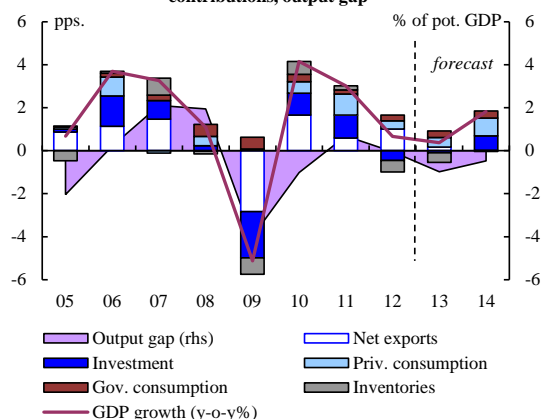 contributions, output gap
6 pps. % of pot. GDP 6
forecast
4 4
2 2
0 0
-2 -2
-4 -4
-6 -6
05 06 07 08 09 10 11 12 13 14
Output gap (rhs) Net exports
Investment Priv. consumption
Gov. consumption Inventories
GDP growth (y-o-y%)